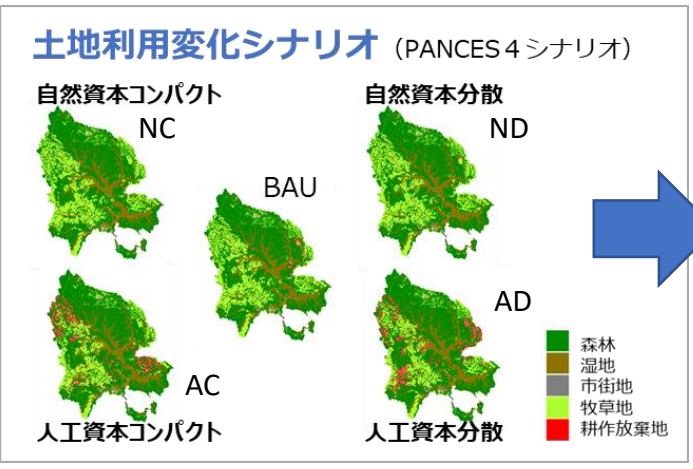 土地利用変化シナリオ（PANCES４シナリオ）
自然資本コンパクト
自然資本分散
NC
ND
BAU
AD
AC
森林
湿地
市街地
牧草地
耕作放棄地
人工資本コンパクト
人工資本分散